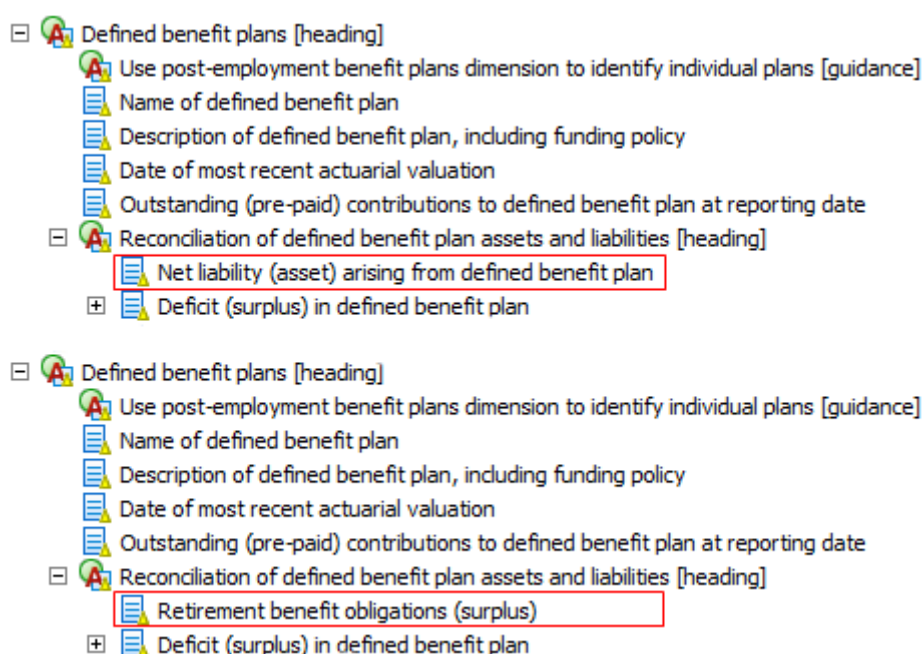 Defined benefit plans [heading]
Use post-employment benefit plans dimension to identify individual plans [guidance]
Name of defined benefit plan
Description of defined benefit plan, including funding policy
Date of most recent actuarial valuation
Outstanding (pre-paid) contributions to defined benefit plan at reporting date
Reconciliation of defined benefit plan assets and liabilities [heading]
Net liability (asset) arising from defined benefit plan
Deficit (surplus) in defined benefit plan
Defined benefit plans [heading]
Use post-employment benefit plans dimension to identify individual plans [guidance]
Name of defined benefit plan
Description of defined benefit plan, including funding policy
Date of most recent actuarial valuation
Outstanding (pre-paid) contributions to defined benefit plan at reporting date
Reconciliation of defined benefit plan assets and liabilities [heading]
Retirement benefit obligations (surplus)
Deficit (surplus) in defined benefit plan